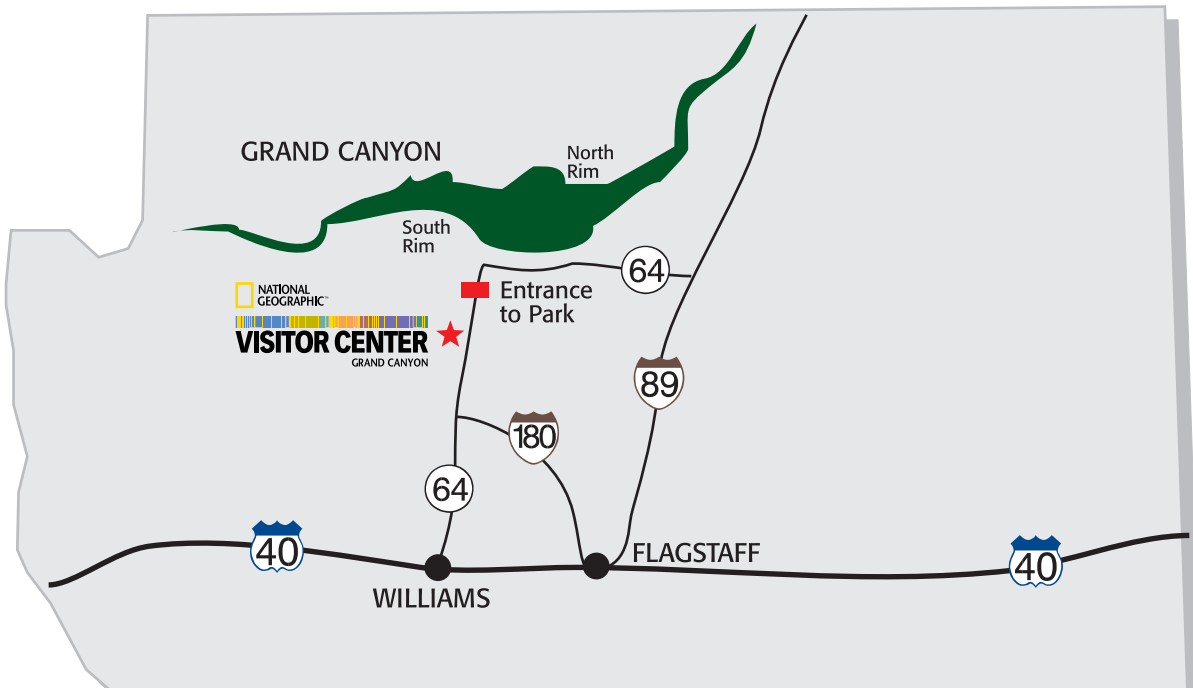 GRAND CANYON
North
Rim
South
Rim
64
NATIONAL
GEOGRAPHIC™
Entrance
to Park
VISITOR CENTER
GRAND CANYON
89
180
64
40
FLAGSTAFF
40
WILLIAMS